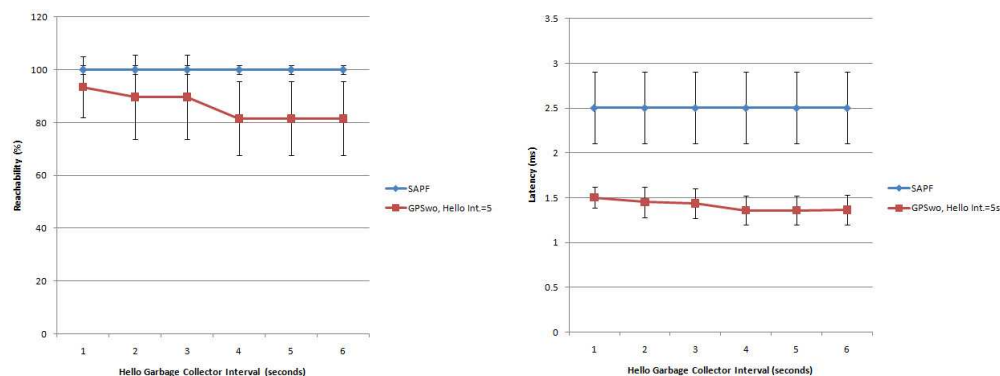 120
100
80
60
40
20
0
Reachability (%)
1 2 3 4 5 6
Hello Garbage Collector Interval (seconds)
SAPF
GPSwo, Hello Int.=5
3.5
3
2.5
2
1.5
1
0.5
0
Latency (ms)
1 2 3 4 5 6
Hello Garbage Collector Interval (seconds)
SAPF
GPSwo, Hello Int.=5s